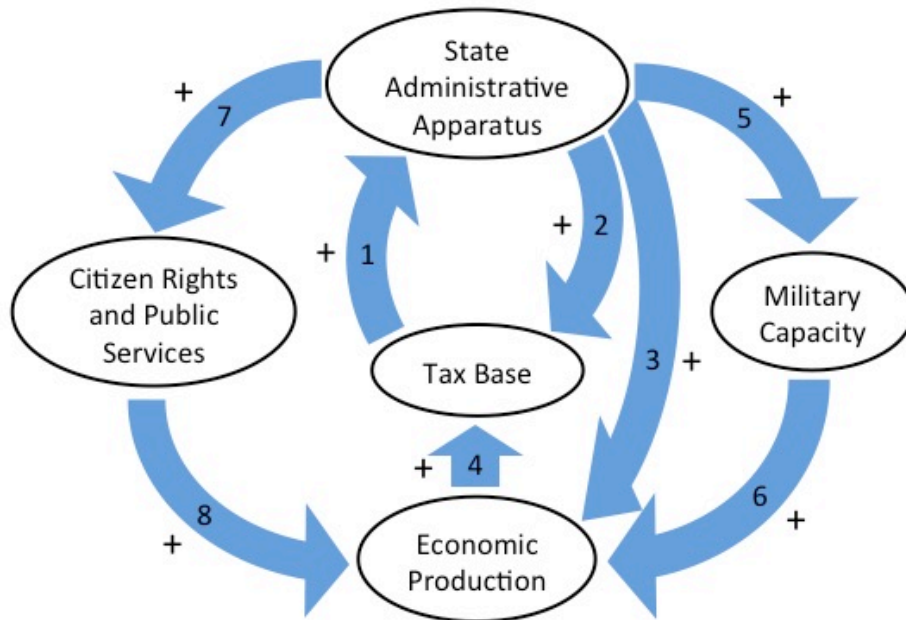 State
Administrative
Apparatus
+
7
5
+
+
1
+
2
Citizen Rights
and Public
Services
Military
Capacity
Tax Base
3
+
+
4
8
+
6
+
Economic
Production